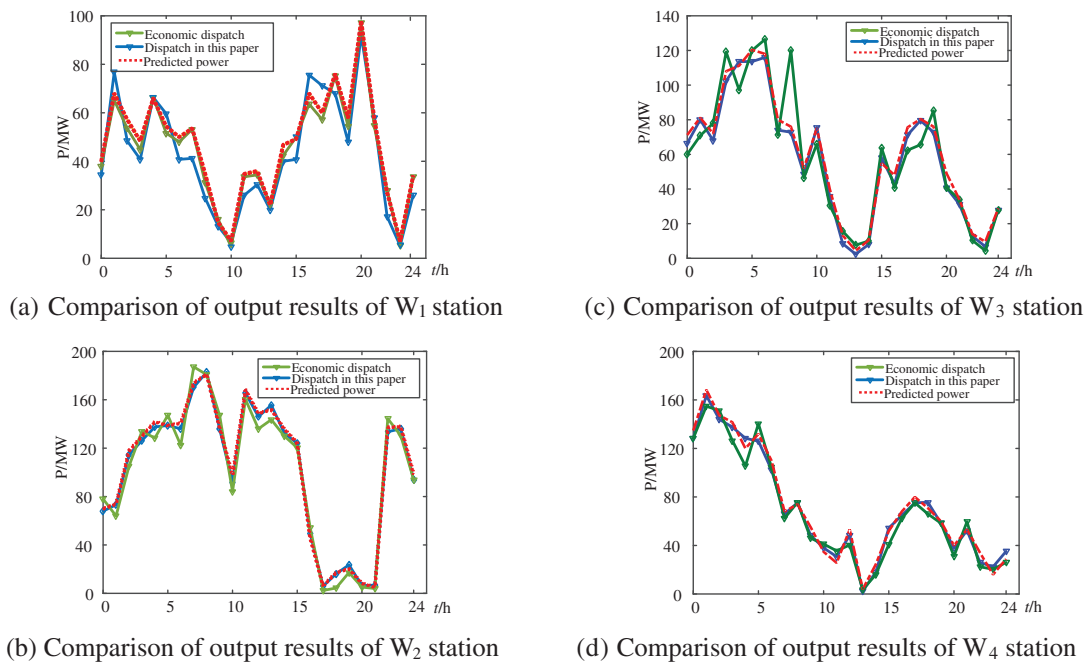 100
80
60
40
20
0
P/MW
Economic dispatch
Dispatch in this paper
Predicted power
0 5 10 15 20 24 t/h
(a) Comparison of output results of W1 station
140
120
100
80
60
40
20
0
P/MW
Economic dispatch
Dispatch in this paper
Predicted power
0 5 10 15 20 24 t/h
(c) Comparison of output results of W3 station
200
160
120
80
40
0
P/MW
Economic dispatch
Dispatch in this paper
Predicted power
0 5 10 15 20 24 t/h
(b) Comparison of output results of W2 station
200
160
120
80
40
0
P/MW
Economic dispatch
Dispatch in this paper
Predicted power
0 5 10 15 20 24 t/h
(d) Comparison of output results of W4 station